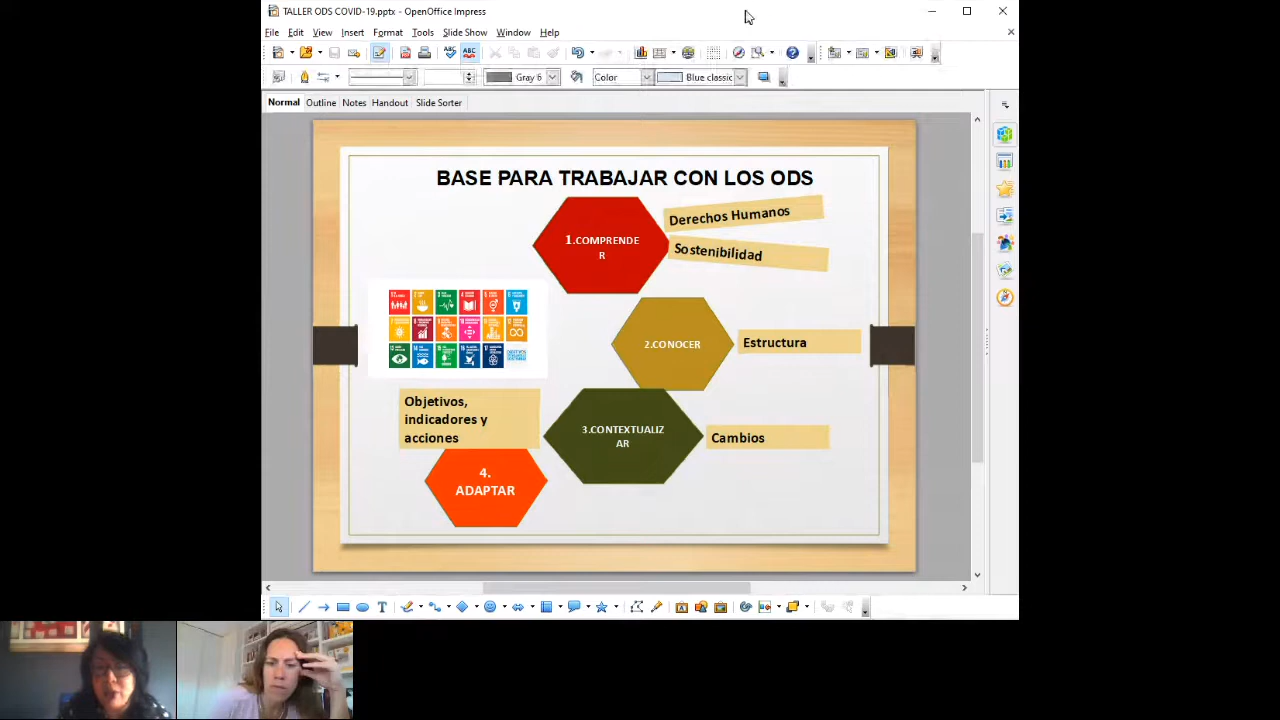 TALLER ODS COVID-19.pptx - OpenOffice Impress
File Edit View Insert Format Tools Slide Show Window Help
Gray 6 Color Blue classic
Normal Outline Notes Handout Slide Sorter
BASE PARA TRABAJAR CON LOS ODS
1.COMPRENDE
R
Derechos Humanos
Sostenibilidad
2.CONOCER
Estructura
3.CONTEXTUALIZ
AR
Cambios
Objetivos,
indicadores y
acciones
4.
ADAPTAR